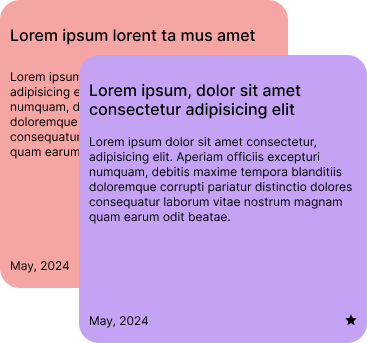 Lorem ipsum lorent ta mus amet
Lorem ipsum
adipisicing e
numquam, d
doloremque
consequatur
quam earum
May, 2024
Lorem ipsum, dolor sit amet
consectetur adipisicing elit
Lorem ipsum dolor sit amet consectetur,
adipisicing elit. Aperiam officiis excepturi
numquam, debitis maxime tempora blanditiis
doloremque corrupti pariatur distinctio dolores
consequatur laborum vitae nostrum magnam
quam earum odit beatae.
May, 2024